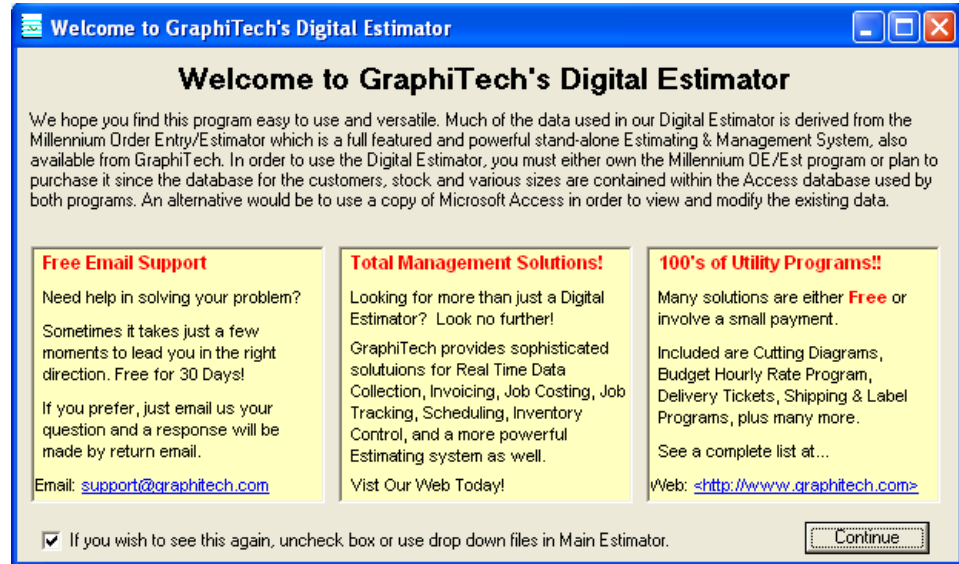 Welcome to GraphiTech's Digital Estimator
Welcome to GraphiTech's Digital Estimator
We hope you find this program easy to use and versatile. Much of the data used in our Digital Estimator is derived from the
Millennium Order Entry/Estimator which is a full featured and powerful stand-alone Estimating & Management System, also
available from GraphiTech. In order to use the Digital Estimator, you must either own the Millennium OE/Est program or plan to
purchase it since the database for the customers, stock and various sizes are contained within the Access database used by
both programs. An alternative would be to use a copy of Microsoft Access in order to view and modify the existing data.
Free Email Support
Need help in solving your problem?
Sometimes it takes just a few
moments to lead you in the right
direction. Free for 30 Days!
If you prefer, just email us your
question and a response will be
made by return email.
Email: support@graphitech.com
Total Management Solutions!
Looking for more than just a Digital
Estimator? Look no further!
GraphiTech provides sophisticated
solutuions for Real Time Data
Collection, Invoicing, Job Costing, Job
Tracking, Scheduling, Inventory
Control, and a more powerful
Estimating system as well.
Vist Our Web Today!
100's of Utility Programs!!
Many solutions are either Free or
involve a small payment.
Included are Cutting Diagrams,
Budget Hourly Rate Program,
Delivery Tickets, Shipping & Label
Programs, plus many more.
See a complete list at...
Web: <http://www.graphitech.com>
If you wish to see this again, uncheck box or use drop down files in Main Estimator.
Continue